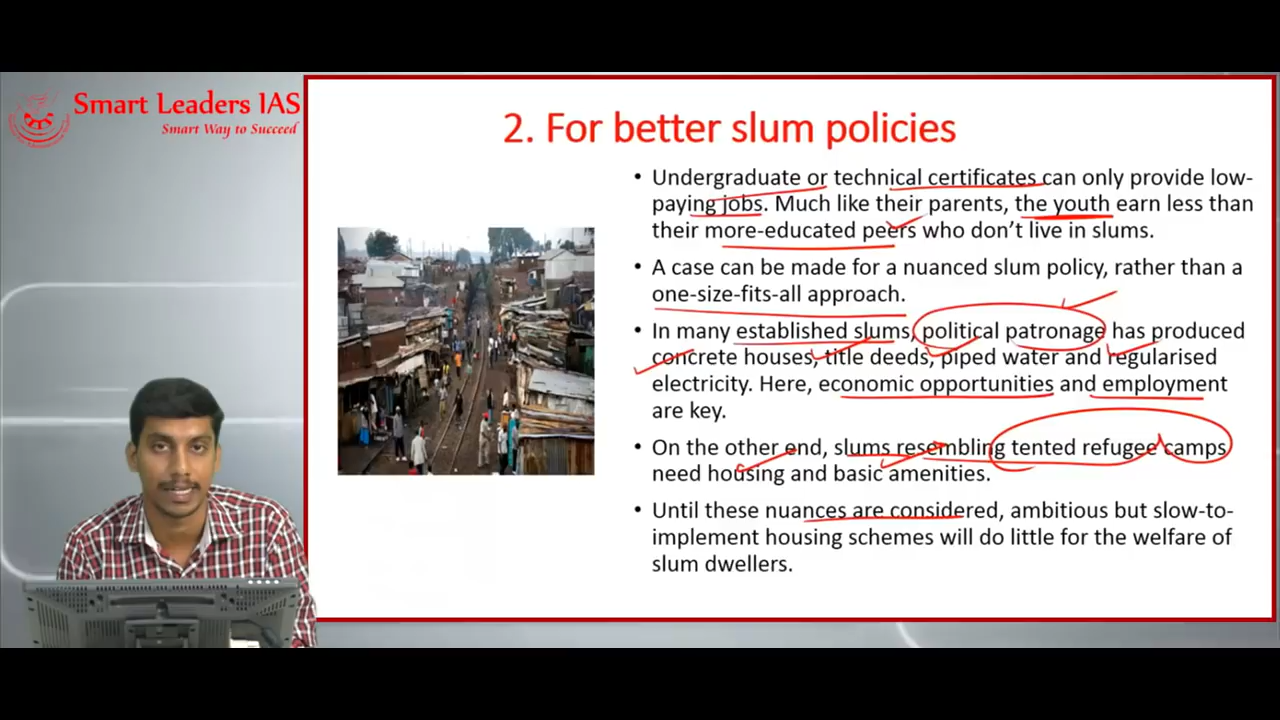 Smart Leaders IAS
Smart Way to Succeed
2. For better slum policies
• Undergraduate or technical certificates can only provide low-
paying jobs. Much like their parents, the youth earn less than
their more-educated peers who don't live in slums.
• A case can be made for a nuanced slum policy, rather than a
one-size-fits-all approach.
• In many established slums, political patronage has produced
concrete houses, title deeds, piped water and regularised
electricity. Here, economic opportunities and employment
are key.
• On the other end, slums resembling tented refugee camps
need housing and basic amenities.
• Until these nuances are considered, ambitious but slow-to-
implement housing schemes will do little for the welfare of
slum dwellers.